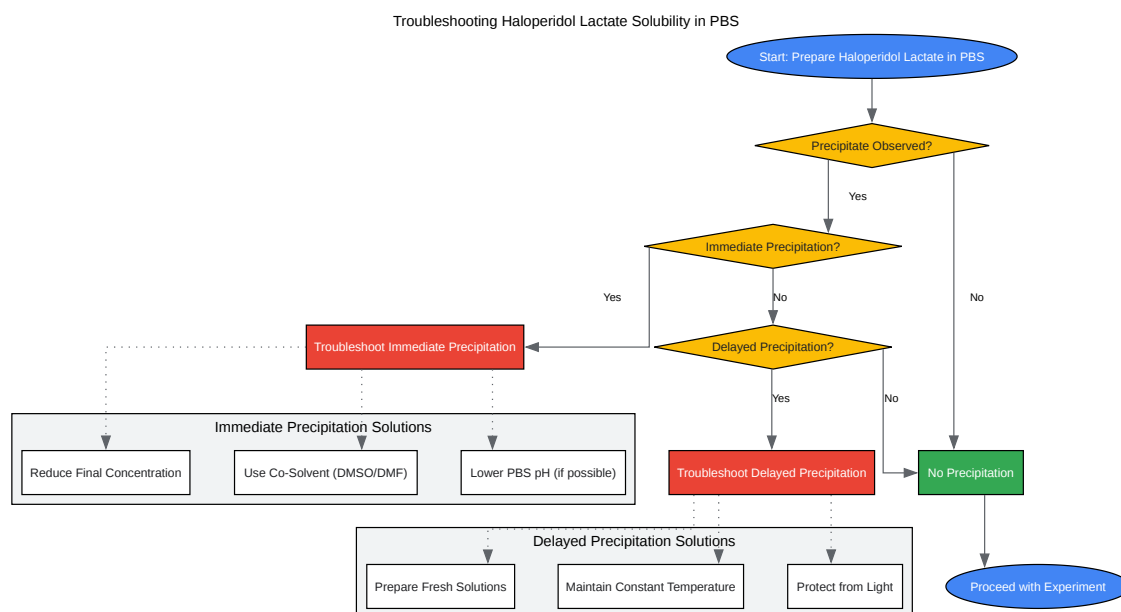 Troubleshooting Haloperidol Lactate Solubility in PBS
Start: Prepare Haloperidol Lactate in PBS
Precipitate Observed?
Yes
Immediate Precipitation?
Yes
No
No
Troubleshoot Immediate Precipitation
Delayed Precipitation?
Yes
No
Immediate Precipitation Solutions
Reduce Final Concentration
Use Co-Solvent (DMSO/DMF)
Lower PBS pH (if possible)
Troubleshoot Delayed Precipitation
No Precipitation
Delayed Precipitation Solutions
Prepare Fresh Solutions
Maintain Constant Temperature
Protect from Light
Proceed with Experiment